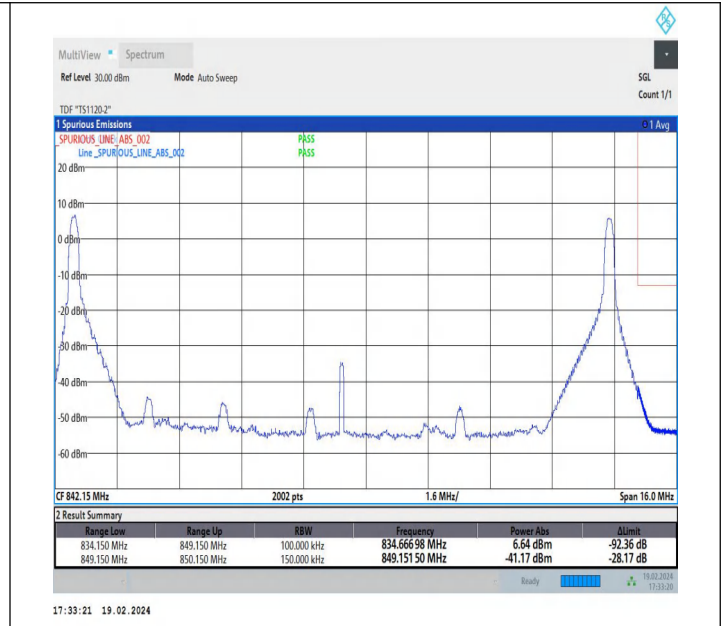 R S
MultiView Spectrum
Ref Level 30.00 dBm Mode Auto Sweep SGL
Count 1/1
TDF "TS1120-2"
1 Spurious Emissions 1 Avg
SPURIOUS_LINE_ABS_002 PASS
Line _SPURIOUS_LINE_ABS_002 PASS
20 dBm
10 dBm
0 dBm
-10 dBm
-20 dBm
-30 dBm
-40 dBm
-50 dBm
-60 dBm
CF 842.15 MHz 2002 pts 1.6 MHz/ Span 16.0 MHz
2 Result Summary
Range Low Range Up RBW Frequency Power Abs ΔLimit
834.150 MHz 849.150 MHz 100.000 kHz 834.66698 MHz 6.64 dBm -92.36 dB
849.150 MHz 850.150 MHz 150.000 kHz 849.15150 MHz -41.17 dBm -28.17 dB
Ready 19.02.2024
17:33:20
17:33:21 19.02.2024